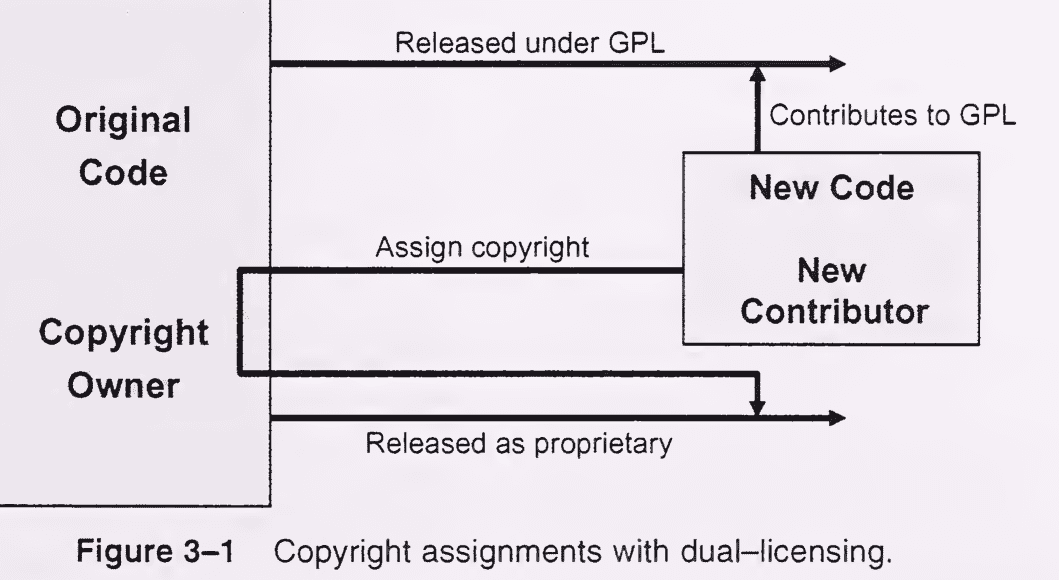 Released under GPL
Original
Code
Contributes to GPL
New Code
Assign copyright
New
Contributor
Copyright
Owner
Released as proprietary
Figure 3–1 Copyright assignments with dual–licensing.